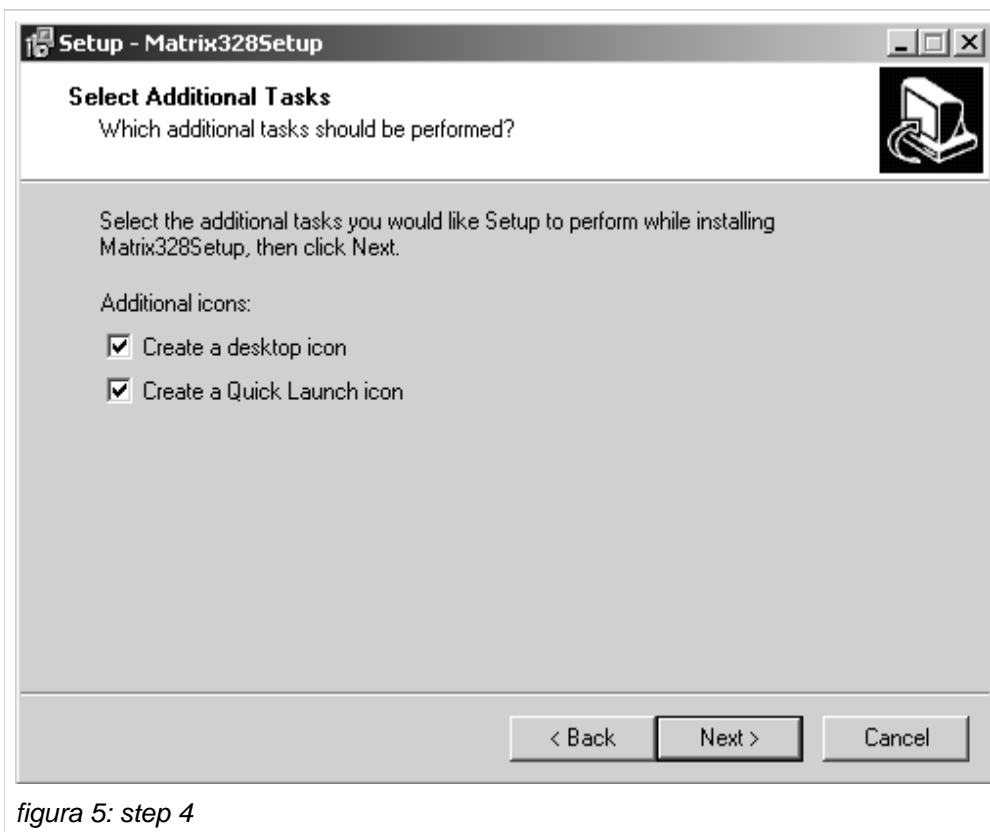 Setup - Matrix328Setup
Select Additional Tasks
Which additional tasks should be performed?
Select the additional tasks you would like Setup to perform while installing
Matrix328Setup, then click Next.
Additional icons:
Create a desktop icon
Create a Quick Launch icon
< Back Next > Cancel
figura 5: step 4